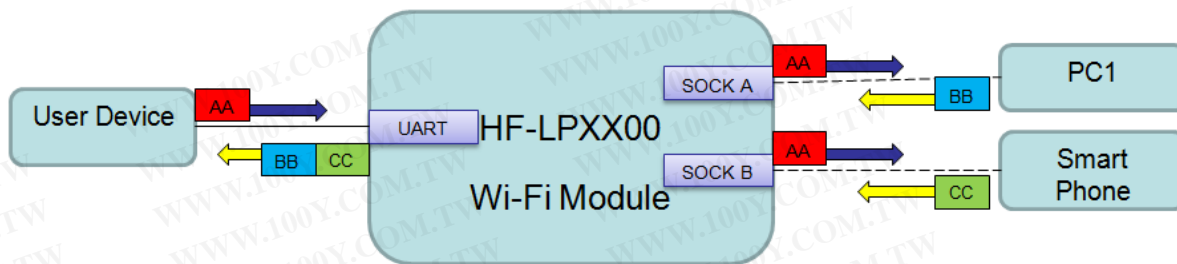 User Device
AA
BB
CC
UART
HF-LPXX00
Wi-Fi Module
SOCK A
AA
BB
PC1
SOCK B
AA
CC
Smart
Phone
WWW.100Y.COM.TW